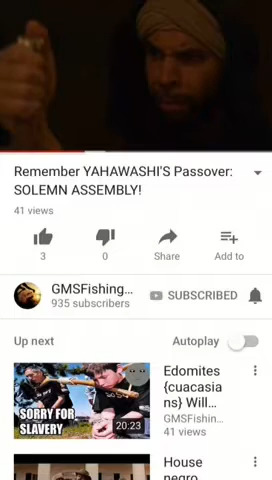 Remember YAHAWASHI'S Passover:
SOLEMN ASSEMBLY!
41 views
3
0
Share
Add to
GMSFishing...
935 subscribers
SUBSCRIBED
Up next
Autoplay
SORRY FOR
SLAVERY
20:23
Edomites
{cuacasia
ns} Will...
GMSFishin...
41 views
House
negro